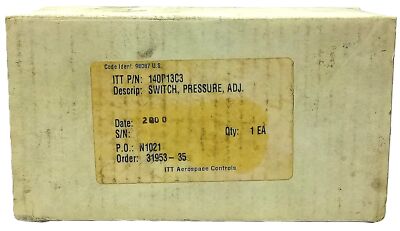 Code Ident. 98087 U.S.
ITT P/N: 140P13C3
Descrip: SWITCH, PRESSURE, ADJ.
Date: 2000
S/N:
Qty: 1 EA
P.O.: N1021
Order: 31953-35
ITT Aerospace Controls